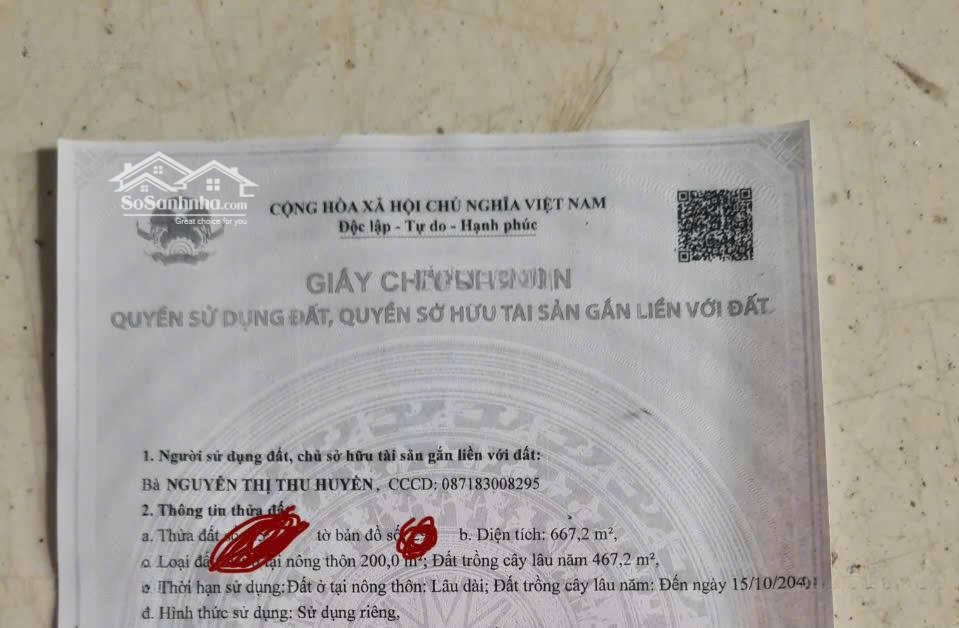 SoSanhnha.com
Great choice for you
CỘNG HÒA XÃ HỘI CHỦ NGHĨA VIỆT NAM
Độc lập - Tự do - Hạnh phúc
GIẤY
QUYỀN SỬ DỤNG ĐẤT, QUYỀN SỞ HỮU TÀI SẢN GẮN LIỀN VỚI ĐẤT
1. Người sử dụng đất, chủ sở hữu tài sản gắn liền với đất:
Bà NGUYỄN THỊ THU HUYỀN, CCCD: 087183008295
2. Thông tin thửa đất
a. Thửa đất tờ bản đồ số b. Diện tích: 667,2 m²,
c. Loại tại nông thôn 200,0 m²; Đất trồng cây lâu năm 467,2 m²,
Thời hạn sử dụng: Đất ở tại nông thôn: Lâu dài; Đất trồng cây lâu năm: Đến ngày
đ. Hình thức sử dụng: Sử dụng riêng,